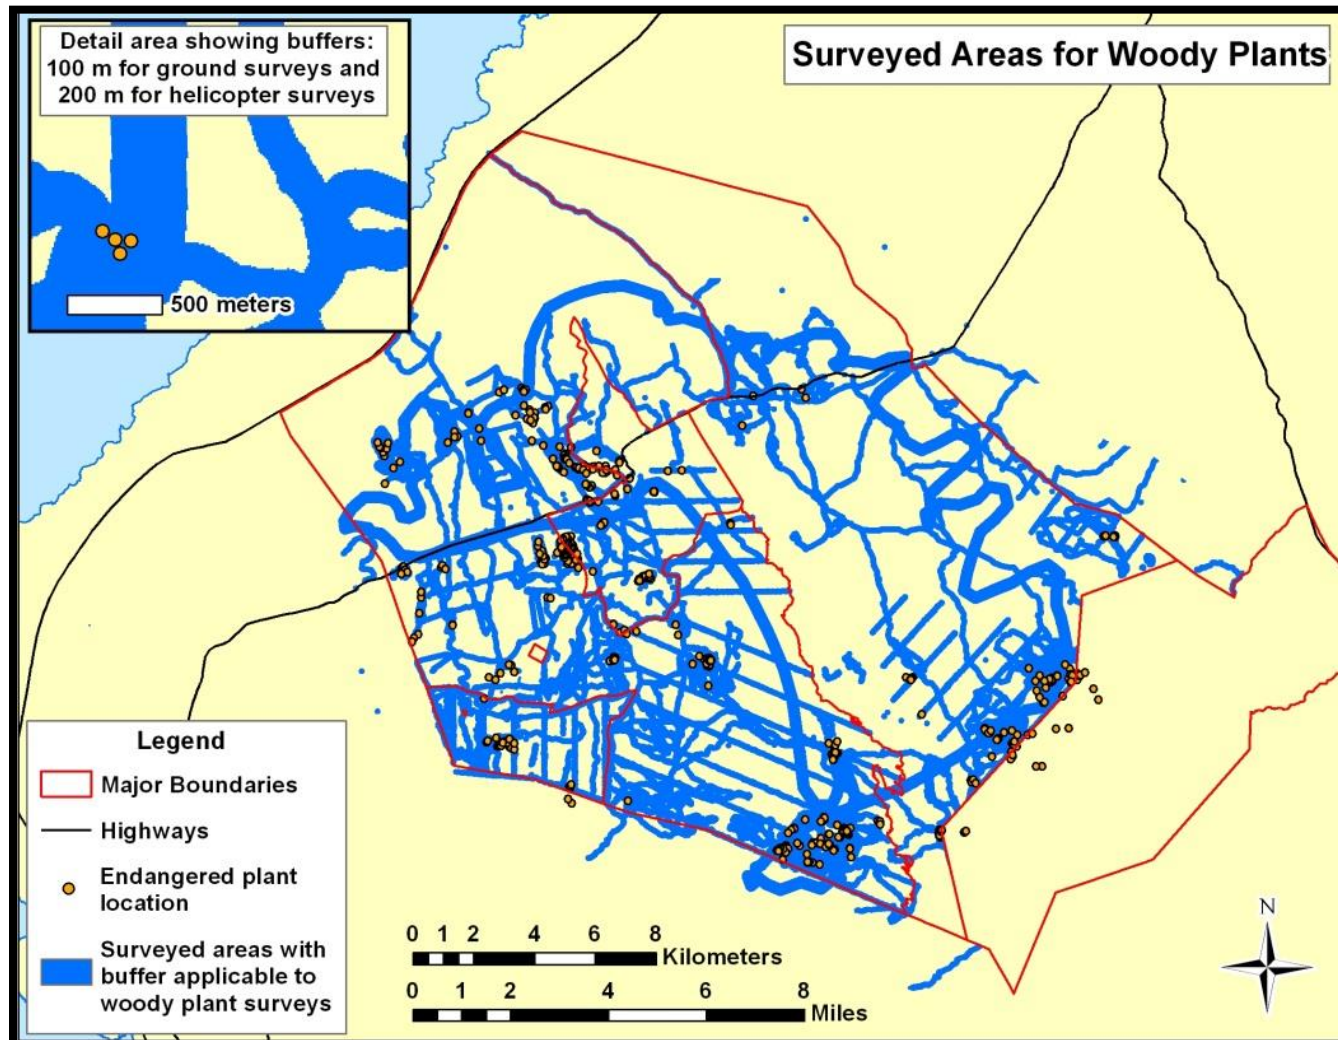 Detail area showing buffers:
100 m for ground surveys and
200 m for helicopter surveys
500 meters
Surveyed Areas for Woody Plants
Legend
Major Boundaries
Highways
Endangered plant
location
Surveyed areas with
buffer applicable to
woody plant surveys
0 1 2 4 6 8
Kilometers
0 1 2 4 6 8
Miles
N